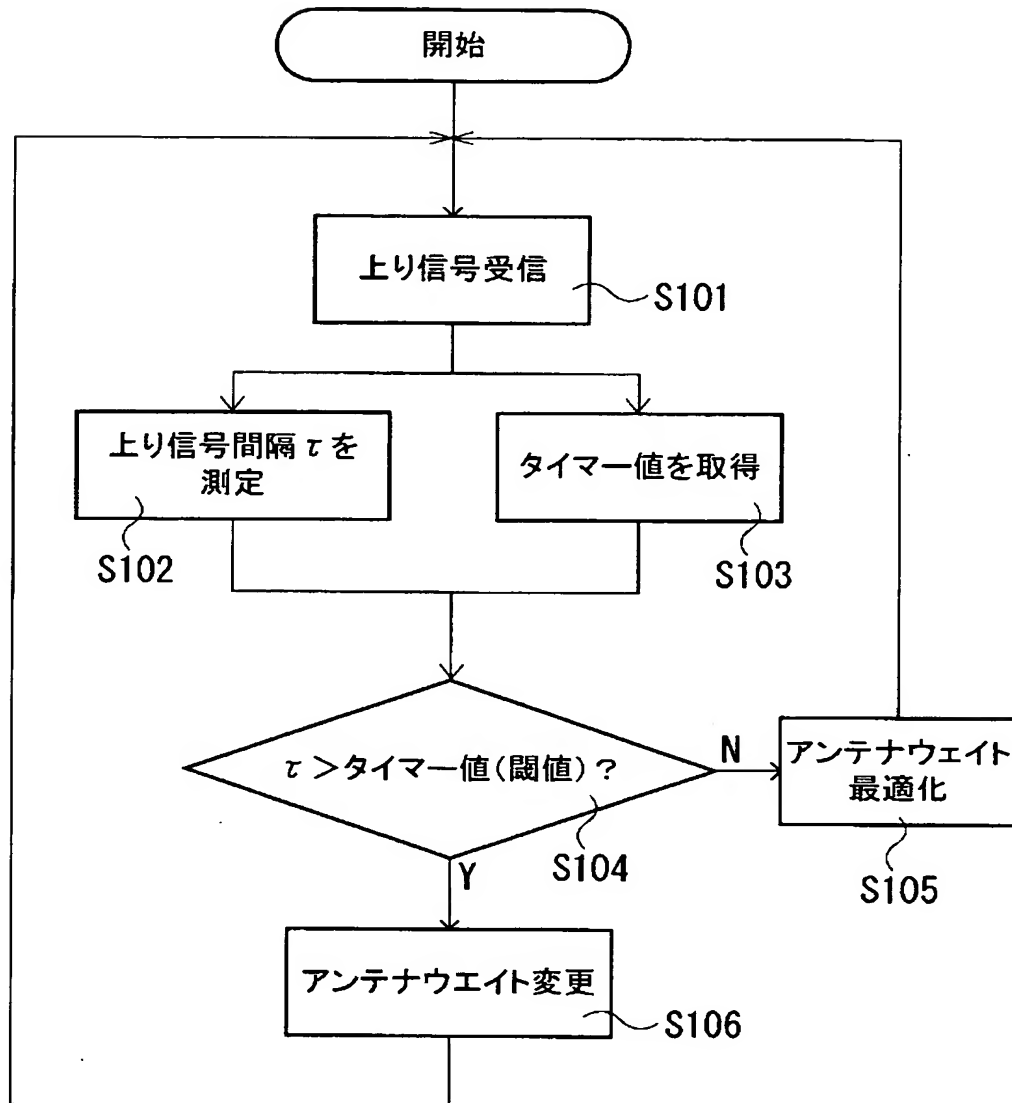 開始
上り信号受信
S101
上り信号間隔τを
測定
S102
タイマー値を取得
S103
τ＞タイマー値(閾値)？
S104
N
アンテナウェイト
最適化
S105
Y
アンテナウエイト変更
S106